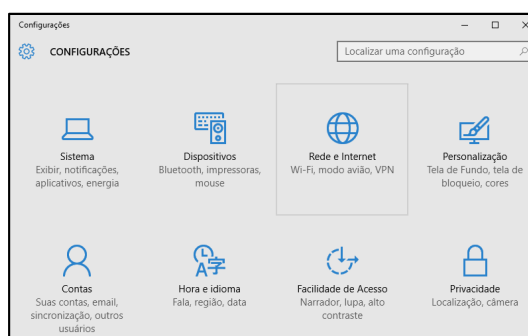 Configurações
CONFIGURAÇÕES
Localizar uma configuração
Sistema
Exibir, notificações,
aplicativos, energia
Dispositivos
Bluetooth, impressoras,
mouse
Rede e Internet
Wi-Fi, modo avião, VPN
Personalização
Tela de Fundo, tela de
bloqueio, cores
Contas
Suas contas, email,
sincronização, outros
usuários
Hora e idioma
Fala, região, data
Facilidade de Acesso
Narrador, lupa, alto
contraste
Privacidade
Localização, câmera